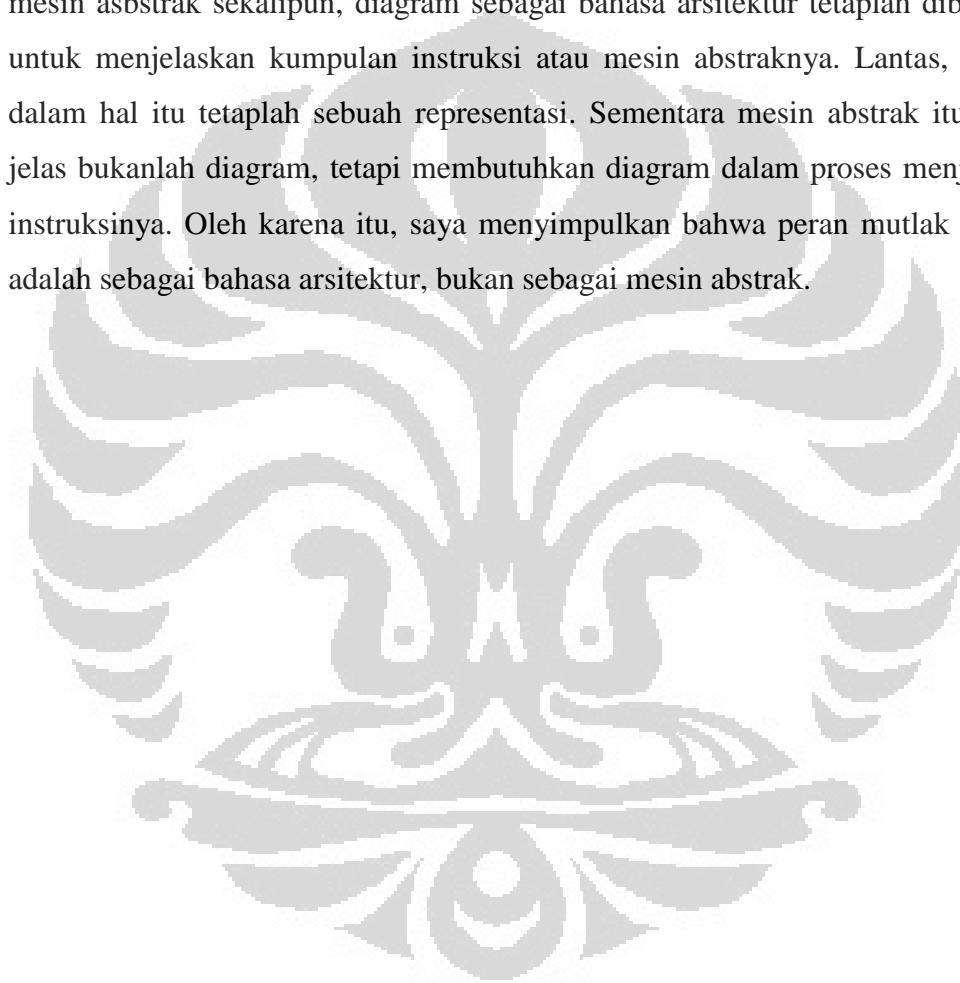 mesin asbstrak sekalipun, diagram sebagai bahasa arsitektur tetaplah
untuk menjelaskan kumpulan instruksi atau mesin abstraknya. Lantas,
dalam hal itu tetaplah sebuah representasi. Sementara mesin abstrak itu
jelas bukanlah diagram, tetapi membutuhkan diagram dalam proses
instruksinya. Oleh karena itu, saya menyimpulkan bahwa peran mutlak
adalah sebagai bahasa arsitektur, bukan sebagai mesin abstrak.